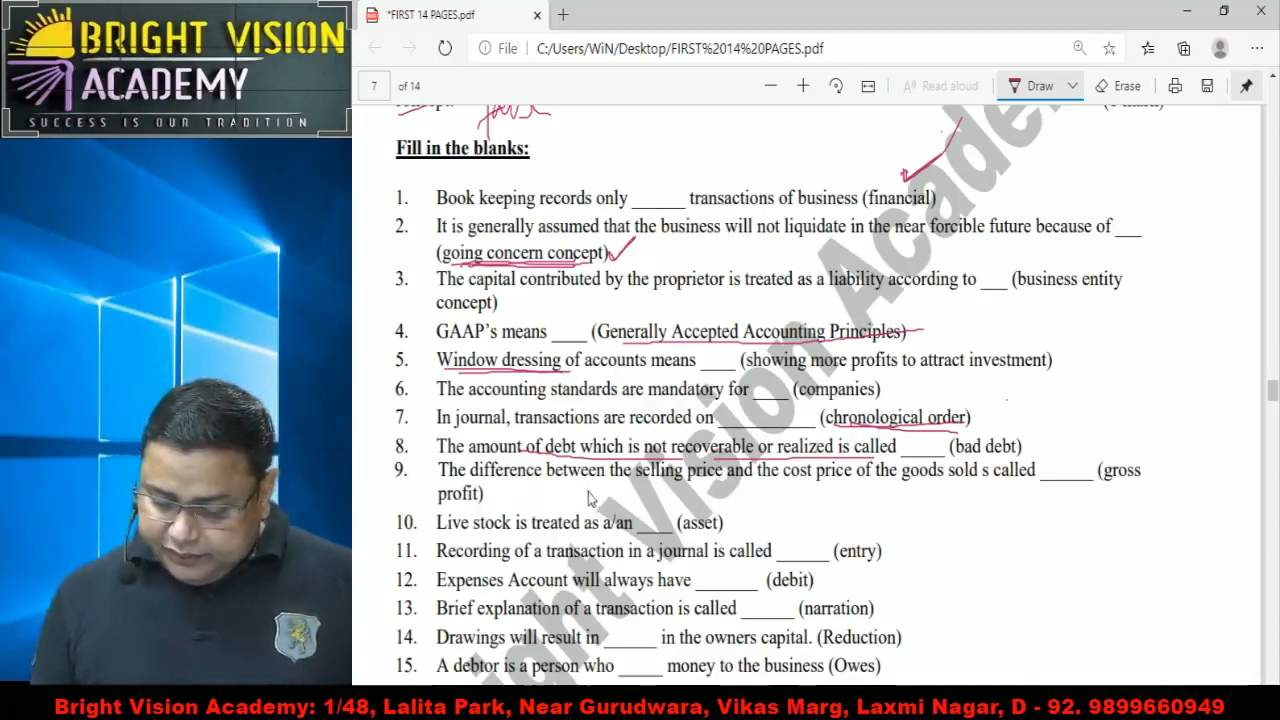 BRIGHT VISION
ACADEMY
SUCCESS IS OUR TRADITION
*FIRST 14 PAGES.pdf
File C:/Users/WiN/Desktop/FIRST%2014%20PAGES.pdf
7 of 14 Read aloud Draw Erase
Fill in the blanks:
1. Book keeping records only ______ transactions of business (financial)
2. It is generally assumed that the business will not liquidate in the near forcible future because of ___
(going concern concept)
3. The capital contributed by the proprietor is treated as a liability according to ___ (business entity
concept)
4. GAAP's means ____ (Generally Accepted Accounting Principles)
5. Window dressing of accounts means ____ (showing more profits to attract investment)
6. The accounting standards are mandatory for ____ (companies)
7. In journal, transactions are recorded on ___________ (chronological order)
8. The amount of debt which is not recoverable or realized is called _____ (bad debt)
9. The difference between the selling price and the cost price of the goods sold s called ______ (gross
profit)
10. Live stock is treated as a/an ____ (asset)
11. Recording of a transaction in a journal is called ______ (entry)
12. Expenses Account will always have _______ (debit)
13. Brief explanation of a transaction is called ______ (narration)
14. Drawings will result in ______ in the owners capital. (Reduction)
15. A debtor is a person who _____ money to the business (Owes)
Bright Vision Academy
Bright Vision Academy: 1/48, Lalita Park, Near Gurudwara, Vikas Marg, Laxmi Nagar, D - 92. 9899660949